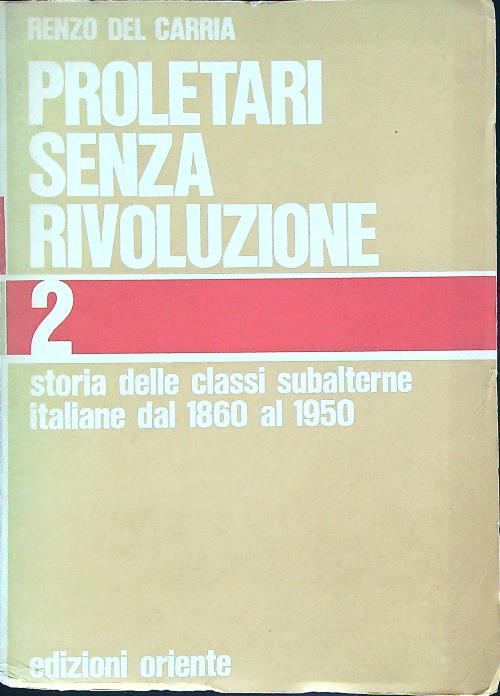 RENZO DEL CARRIA
PROLETARI
SENZA
RIVOLUZIONE
2
storia delle classi subalterne
italiane dal 1860 al 1950
edizioni oriente